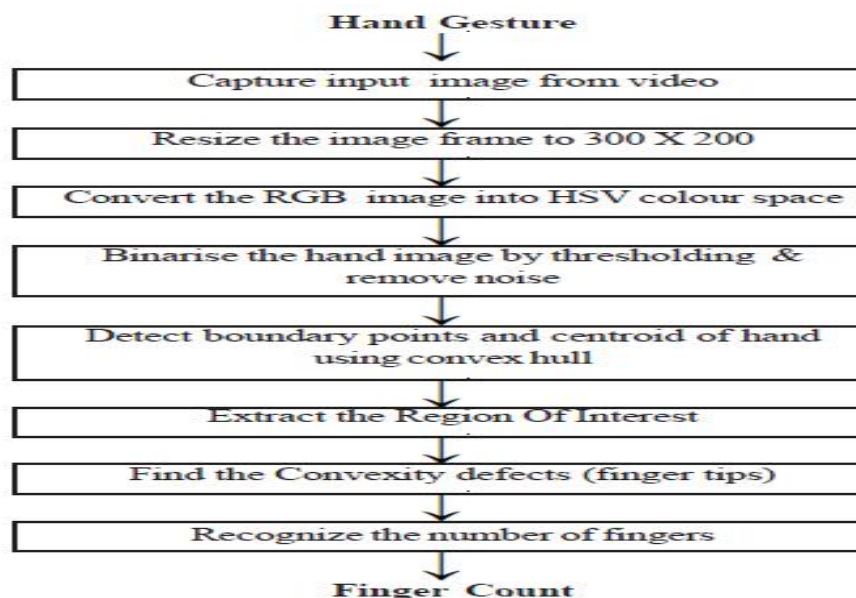 Hand Gesture
Capture input image from video
Resize the image frame to 300 X 200
Convert the RGB image into HSV colour space
Binarise the hand image by thresholding &
remove noise
Detect boundary points and centroid of hand
using convex hull
Extract the Region Of Interest
Find the Convexity defects (finger tips)
Recognize the number of fingers
Finger Count